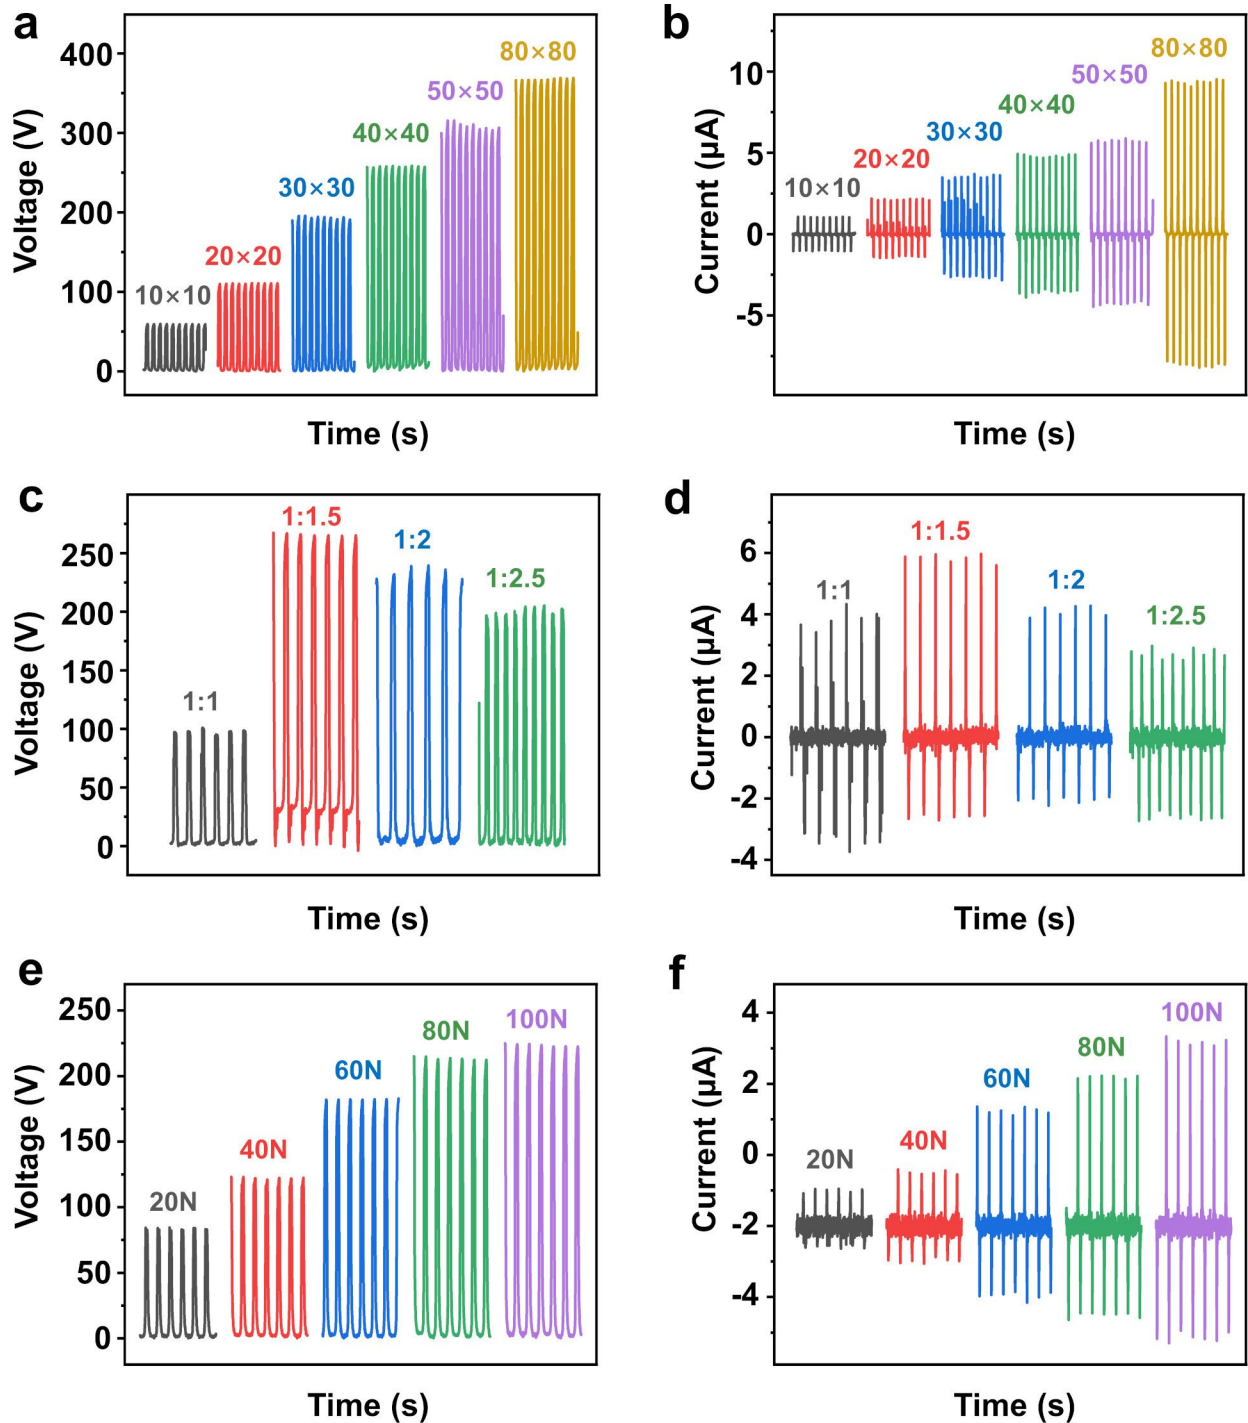 a
400
300
200
100
0
Voltage (V)
10×10
20×20
30×30
40×40
50×50
80×80
Time (s)
b
10
5
0
-5
Current (μA)
10×10
20×20
30×30
40×40
50×50
80×80
Time (s)
c
250
200
150
100
50
0
Voltage (V)
1:1
1:1.5
1:2
1:2.5
Time (s)
d
6
4
2
0
-2
-4
Current (μA)
1:1
1:1.5
1:2
1:2.5
Time (s)
e
250
200
150
100
50
0
Voltage (V)
20N
40N
60N
80N
100N
Time (s)
f
4
2
0
-2
-4
Current (μA)
20N
40N
60N
80N
100N
Time (s)